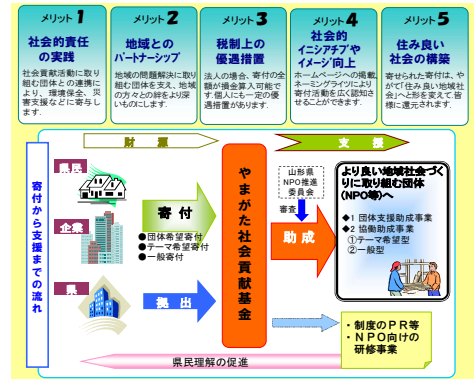 メリット1
社会的責任
の実践
社会貢献活動に取り
組む団体との連携に
より、環境保全、災
害支援などに寄与し
ます。
メリット2
地域との
パートナーシップ
地域の問題解決に取り
組む団体を支え、地域
の方々との絆をより深
いものにします。
メリット3
税制上の
優遇措置
法人の場合、寄付の全
額が損金算入可能で
す。個人にも一定の優
遇措置があります。
メリット4
社会的
イニシアチブや
イメージ向上
ホームページへの掲載、
ネーミングライツにより
寄付活動を広く認知さ
せることができます。
メリット5
住み良い
社会の構築
寄せられた寄付は、や
がて「住み良い地域社
会」へと形を変えて、皆
様に還元されます。
寄付から支援までの流れ
財源
支援
県民
企業
県
寄付
●団体希望寄付
●テーマ希望寄付
●一般寄付
拠出
やまがた社会貢献基金
山形県
NPO推進
委員会
審査
助成
より良い地域社会づく
りに取り組む団体
(NPO等)へ
◆1 団体支援助成事業
◆2 協働助成事業
①テーマ希望型
②一般型
・制度のPR等
・NPO向けの
研修事業
県民理解の促進